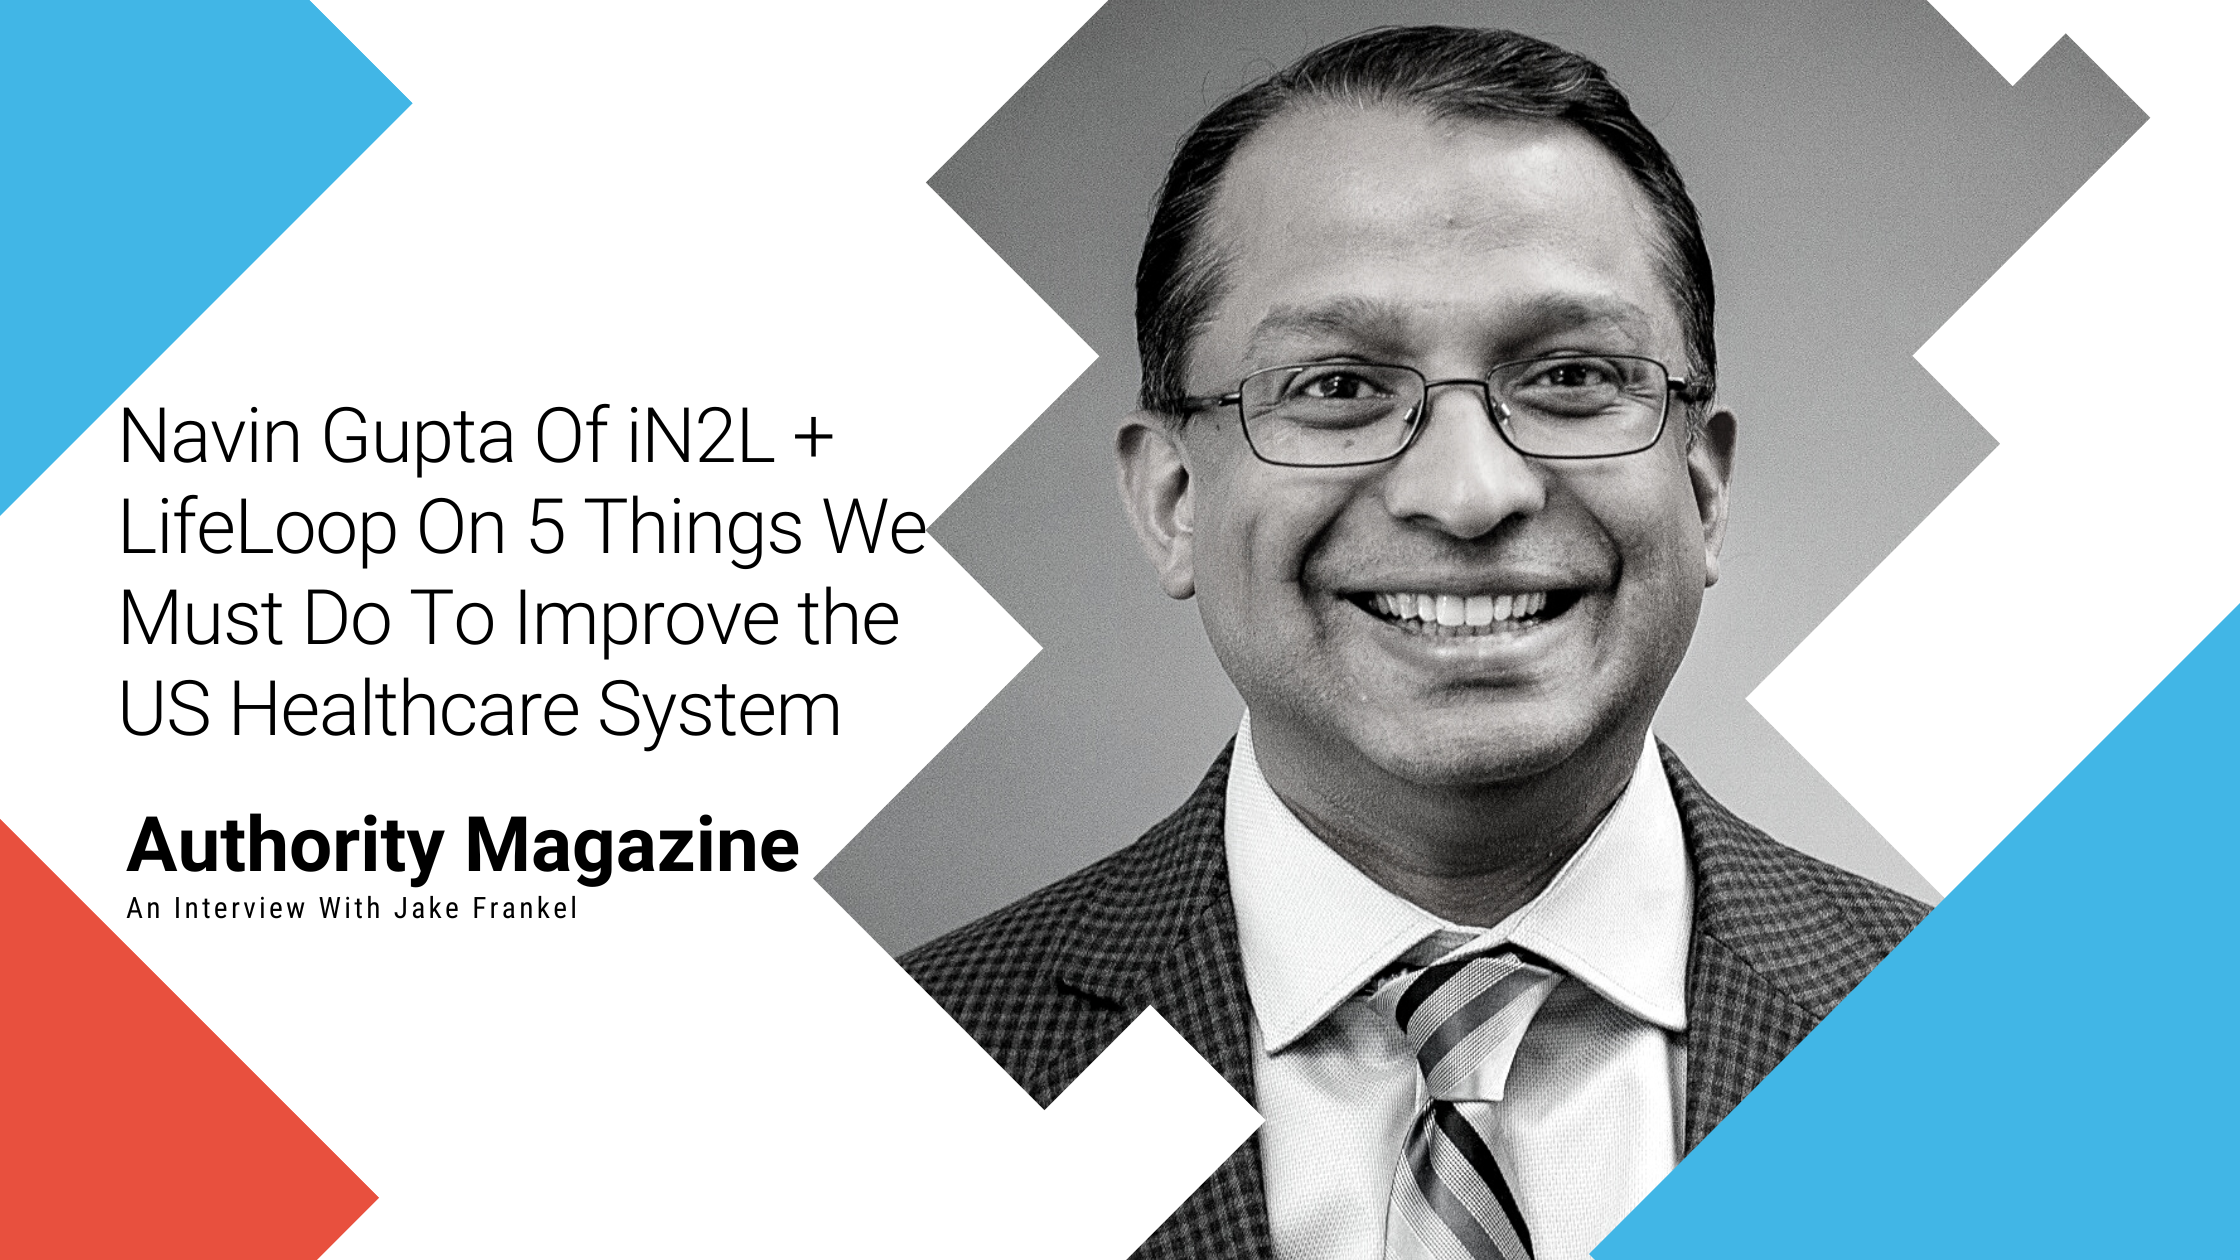 Navin Gupta Of iN2L +
LifeLoop On 5 Things We
Must Do To Improve the
US Healthcare System
Authority Magazine
An Interview With Jake Frankel